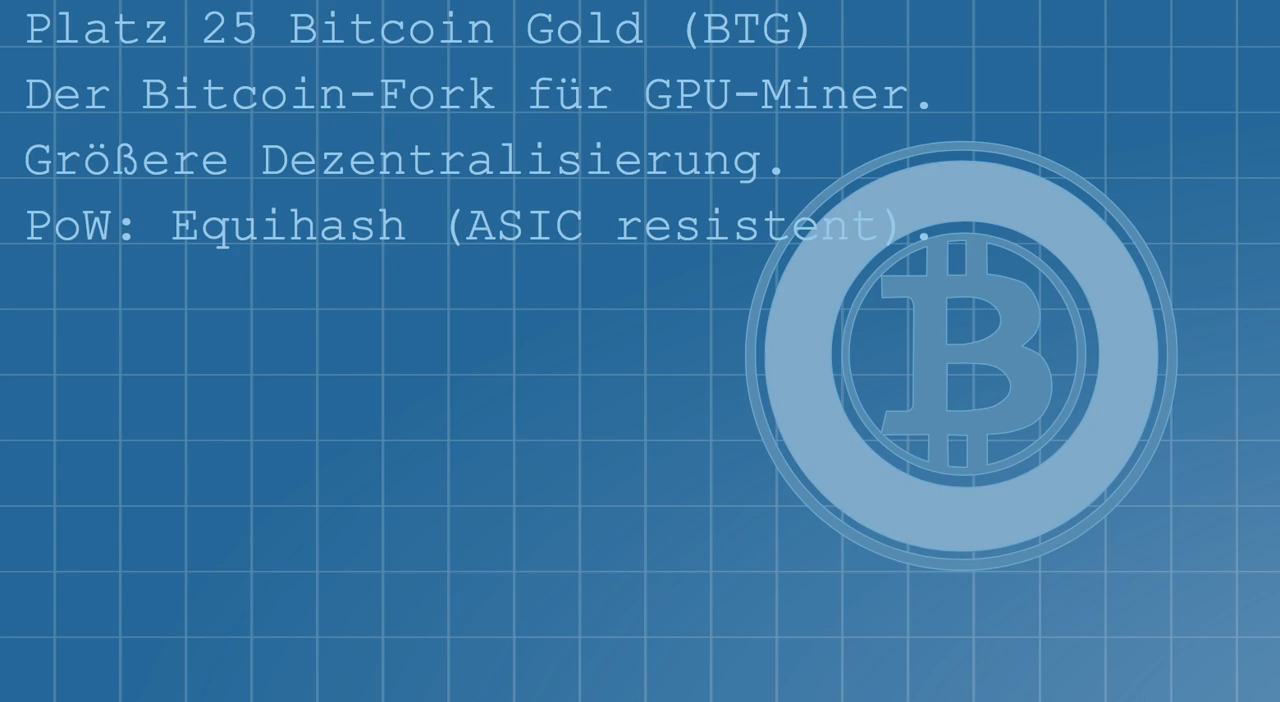 Platz 25 Bitcoin Gold (BTG)
Der Bitcoin-Fork für GPU-Miner.
Größere Dezentralisierung.
PoW: Equihash (ASIC resistent).